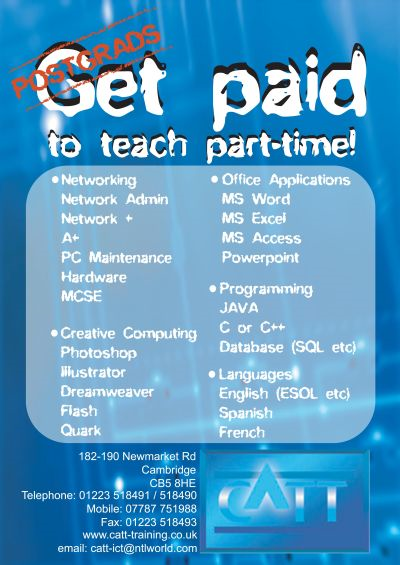 POSTGRADS
Get paid
to teach part-time!
• Networking
Network Admin
Network +
A+
PC Maintenance
Hardware
MCSE
• Creative Computing
Photoshop
Illustrator
Dreamweaver
Flash
Quark
• Office Applications
MS Word
MS Excel
MS Access
Powerpoint
• Programming
JAVA
C or C++
Database (SQL etc)
• Languages
English (ESOL etc)
Spanish
French
182-190 Newmarket Rd
Cambridge
CB5 8HE
Telephone: 01223 518491 / 518490
Mobile: 07787 751988
Fax: 01223 518493
www.catt-training.co.uk
email: catt-ict@ntlworld.com
CATT